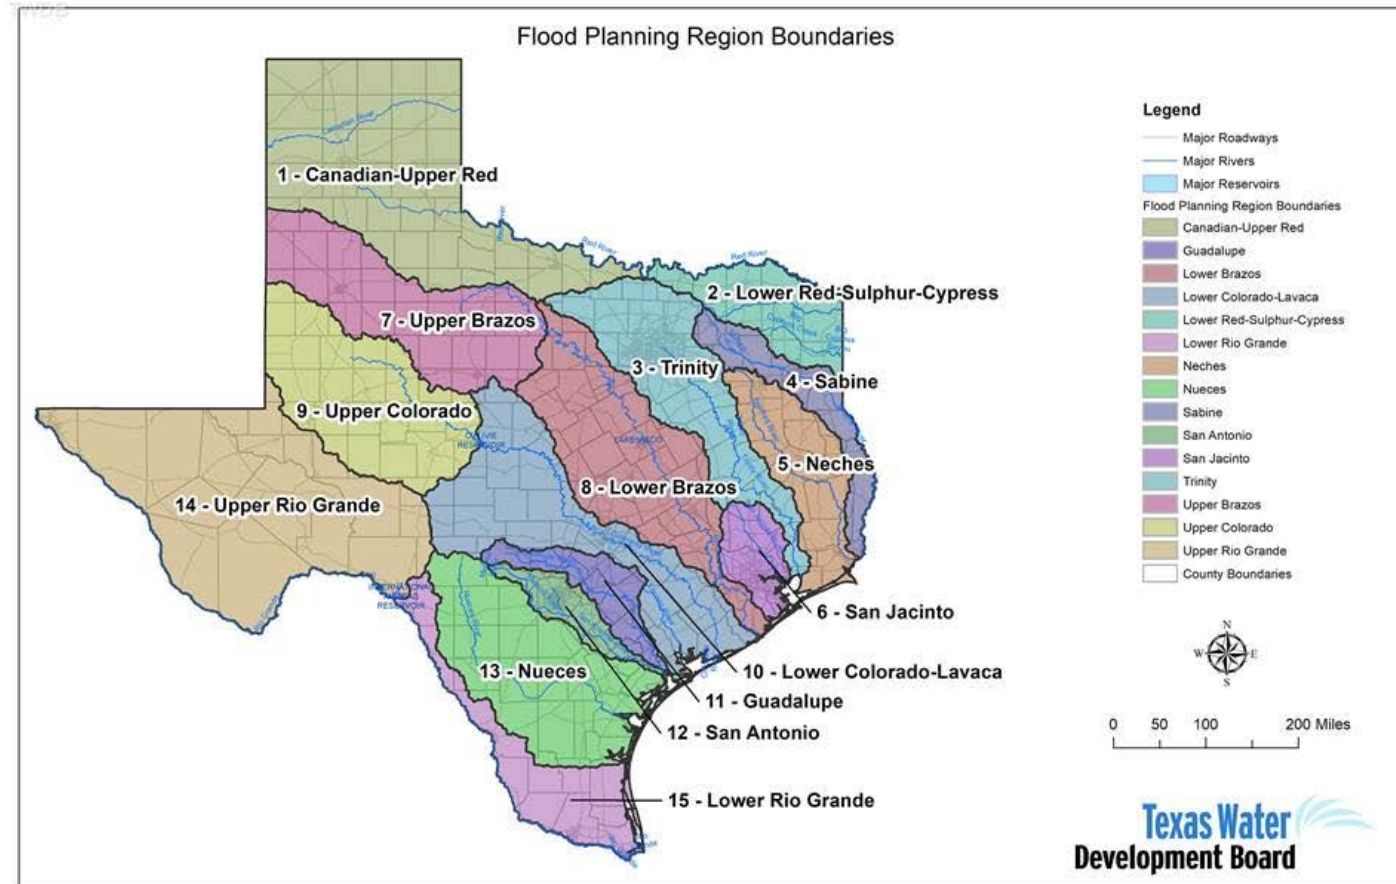 TWDB
Flood Planning Region Boundaries
Canadian River
1 - Canadian-Upper Red
Red River
Red River
2 - Lower Red-Sulphur-Cypress
7 - Upper Brazos
3 - Trinity
4 - Sabine
9 - Upper Colorado
5 - Neches
8 - Lower Brazos
14 - Upper Rio Grande
6 - San Jacinto
13 - Nueces
10 - Lower Colorado-Lavaca
11 - Guadalupe
12 - San Antonio
15 - Lower Rio Grande
Legend
Major Roadways
Major Rivers
Major Reservoirs
Flood Planning Region Boundaries
Canadian-Upper Red
Guadalupe
Lower Brazos
Lower Colorado-Lavaca
Lower Red-Sulphur-Cypress
Lower Rio Grande
Neches
Nueces
Sabine
San Antonio
San Jacinto
Trinity
Upper Brazos
Upper Colorado
Upper Rio Grande
County Boundaries
N
W E
S
0 50 100 200 Miles
Texas Water
Development Board